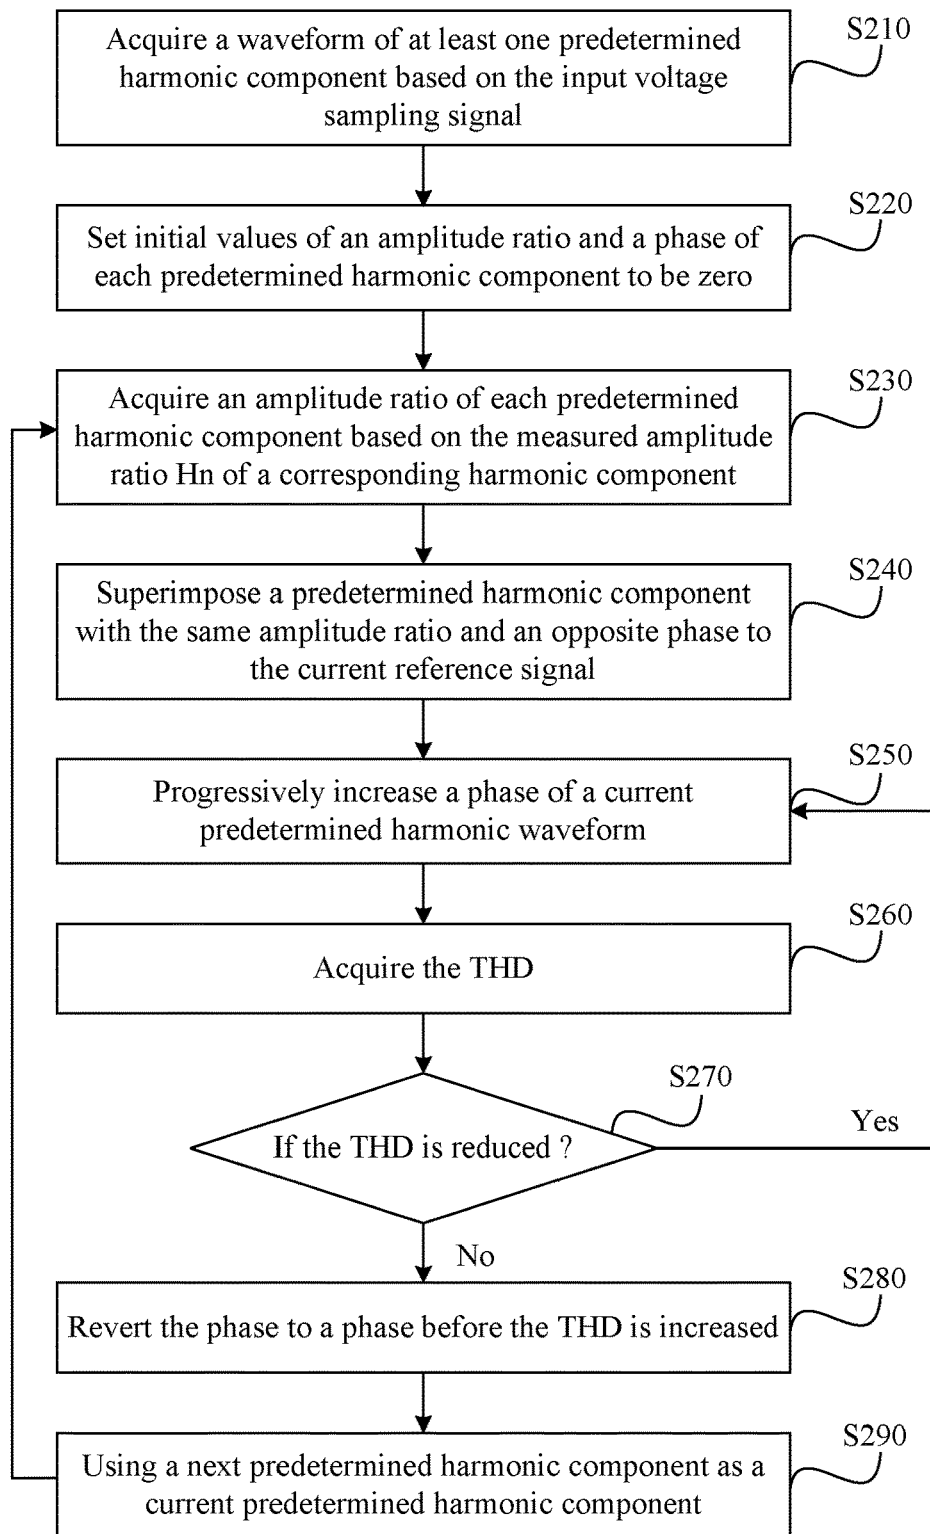 Acquire a waveform of at least one predetermined
harmonic component based on the input voltage
sampling signal
S210
Set initial values of an amplitude ratio and a phase of
each predetermined harmonic component to be zero
S220
Acquire an amplitude ratio of each predetermined
harmonic component based on the measured amplitude
ratio Hn of a corresponding harmonic component
S230
Superimpose a predetermined harmonic component
with the same amplitude ratio and an opposite phase to
the current reference signal
S240
Progressively increase a phase of a current
predetermined harmonic waveform
S250
Acquire the THD
S260
If the THD is reduced ?
S270
Yes
No
Revert the phase to a phase before the THD is increased
S280
Using a next predetermined harmonic component as a
current predetermined harmonic component
S290